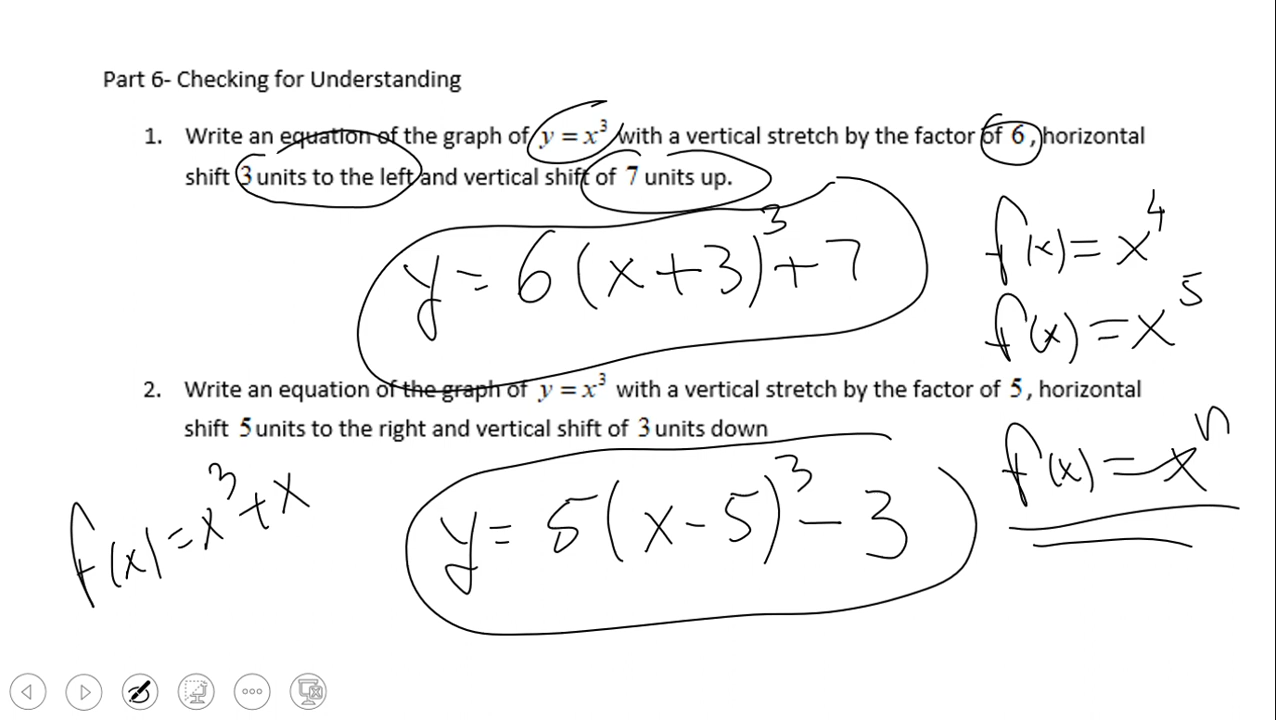 Part 6- Checking for Understanding
1. Write an equation of the graph of y = x³ with a vertical stretch by the factor of 6 , horizontal
shift 3 units to the left and vertical shift of 7 units up.
y = 6(x+3)³+7
f(x) = x⁴
f(x) = x⁵
2. Write an equation of the graph of y = x³ with a vertical stretch by the factor of 5 , horizontal
shift 5 units to the right and vertical shift of 3 units down
f(x) = xⁿ
f(x) = x³+x
y = 5(x-5)³-3